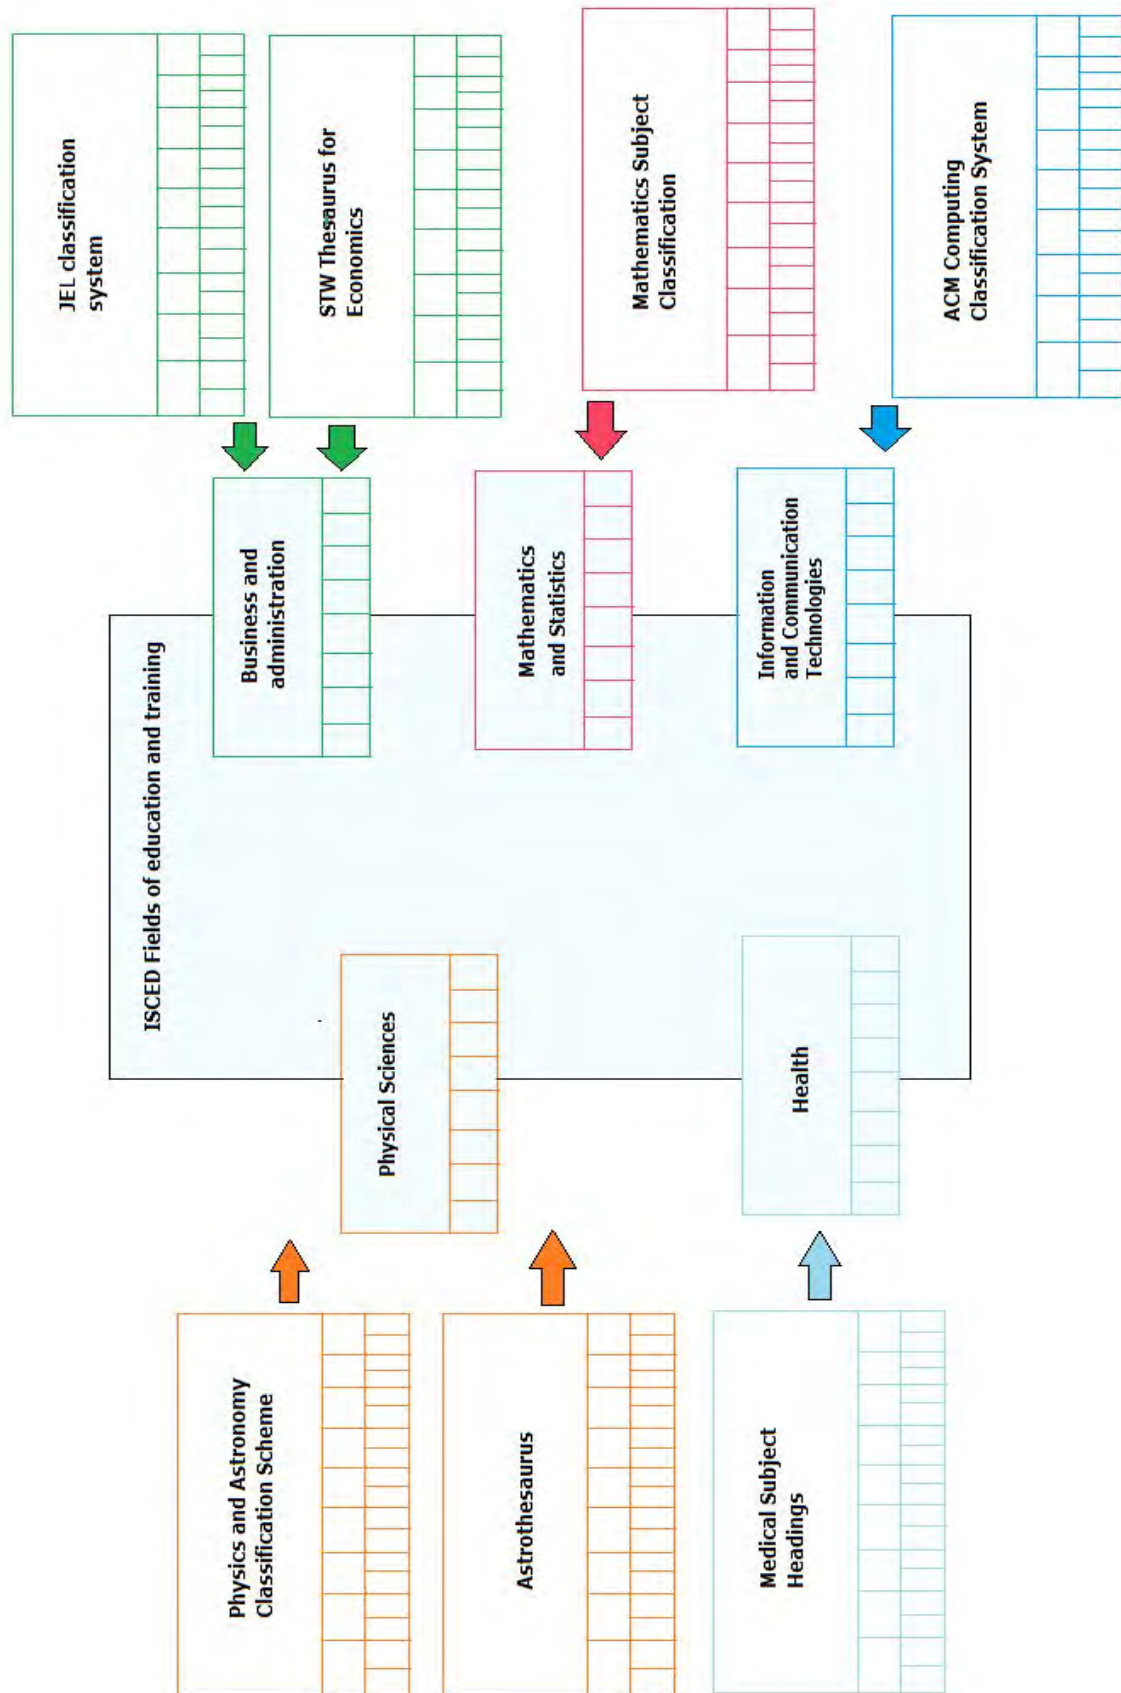 JEL classification
system
STW Thesaurus for
Economics
Mathematics Subject
Classification
ACM Computing
Classification System
ISCED Fields of education and training
Business and
administration
Mathematics
and Statistics
Information
and Communication
Technologies
Physical Sciences
Health
Physics and Astronomy
Classification Scheme
Astrothesaurus
Medical Subject
Headings